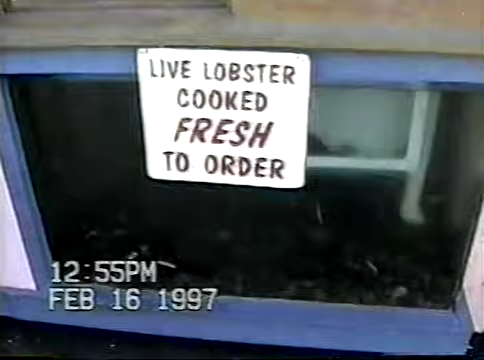 LIVE LOBSTER
COOKED
FRESH
TO ORDER
12:55PM
FEB 16 1997